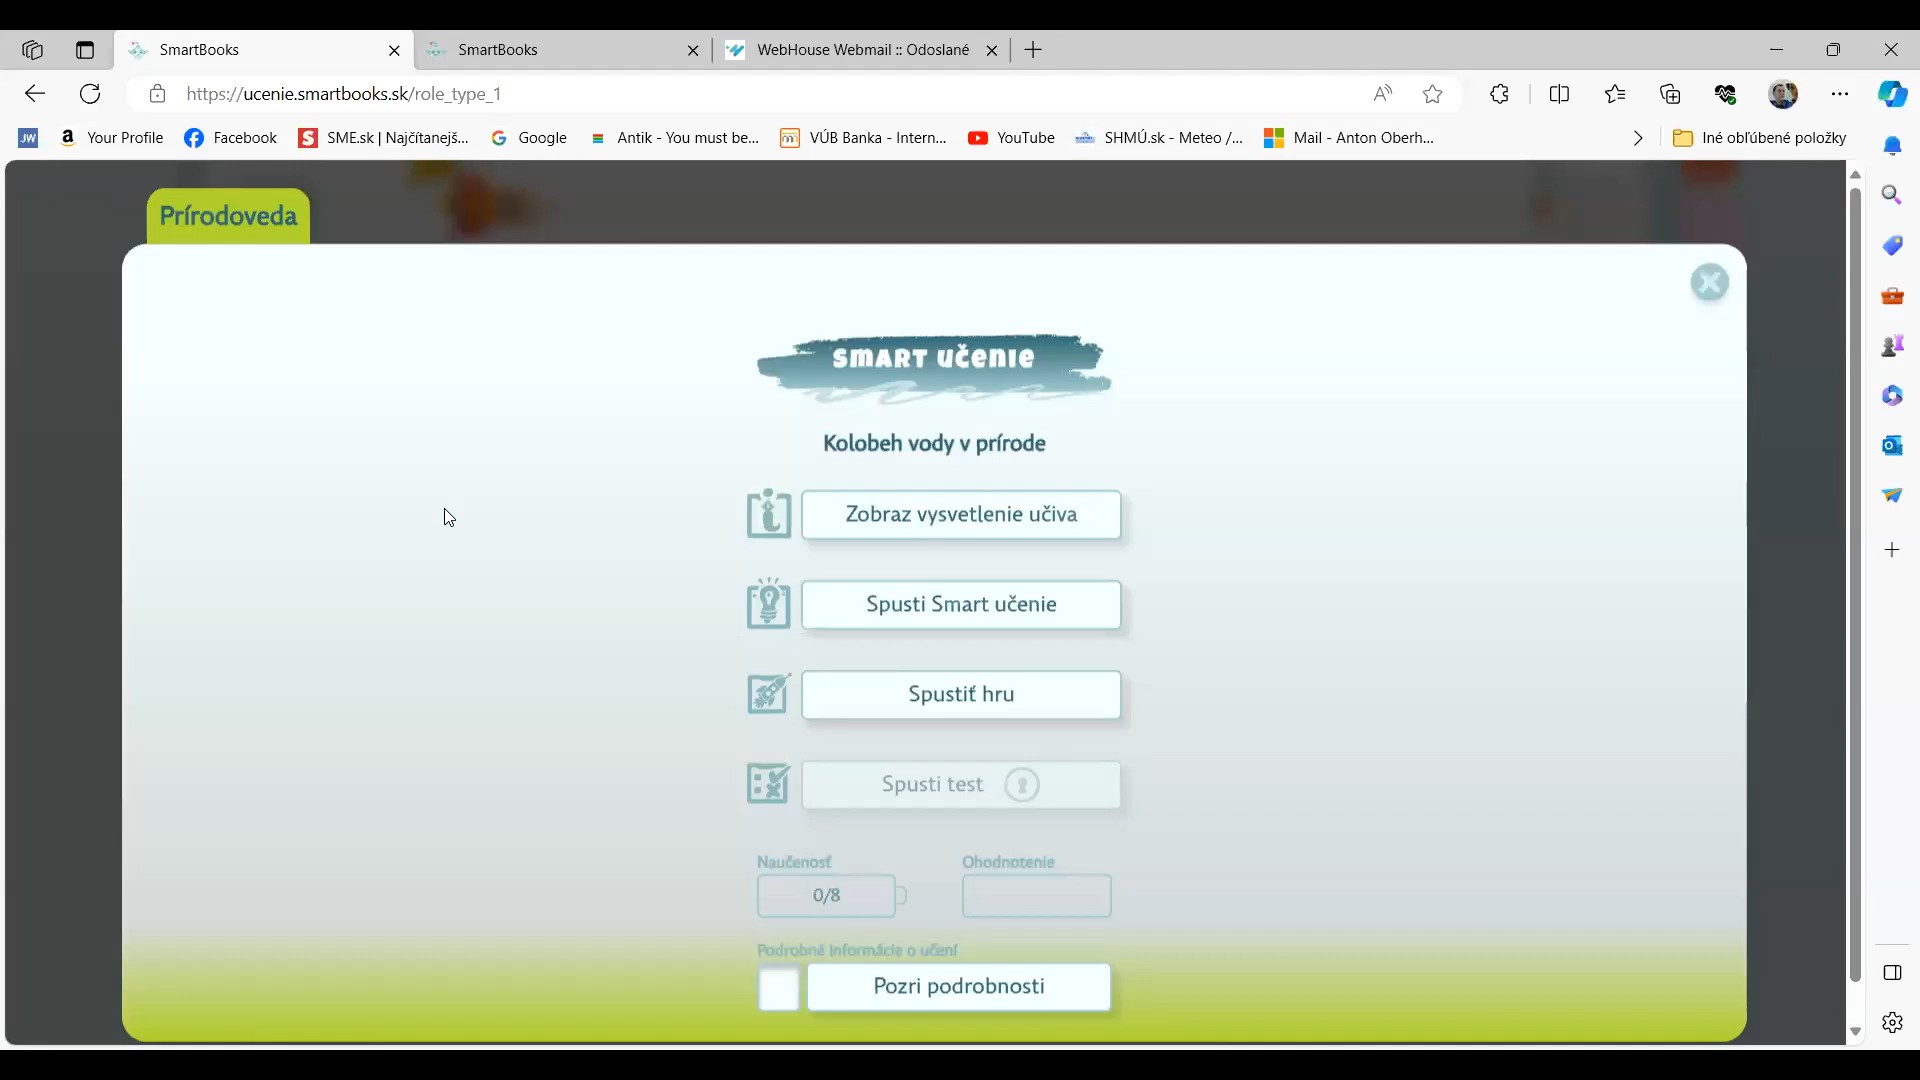 SmartBooks
SmartBooks
WebHouse Webmail :: Odoslané
https://ucenie.smartbooks.sk/role_type_1
JW
Your Profile
Facebook
SME.sk | Najčítanejš...
Google
Antik - You must be...
VÚB Banka - Intern...
YouTube
SHMÚ.sk - Meteo /...
Mail - Anton Oberh...
Iné obľúbené položky
Prírodoveda
SMART UČENIE
Kolobeh vody v prírode
Zobraz vysvetlenie učiva
Spusti Smart učenie
Spustiť hru
Spusti test
Naučenosť
Ohodnotenie
0/8
Podrobné informácie o učení
Pozri podrobnosti